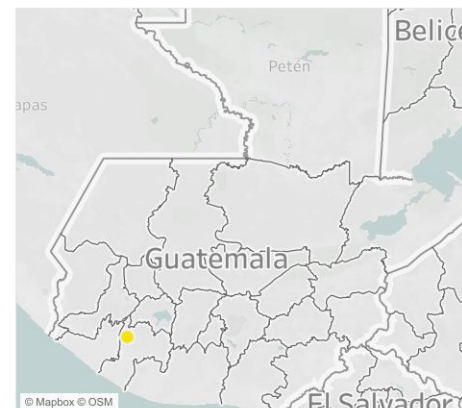 Belice
Petén
apas
Guatemala
El Salvador
© Mapbox © OSM